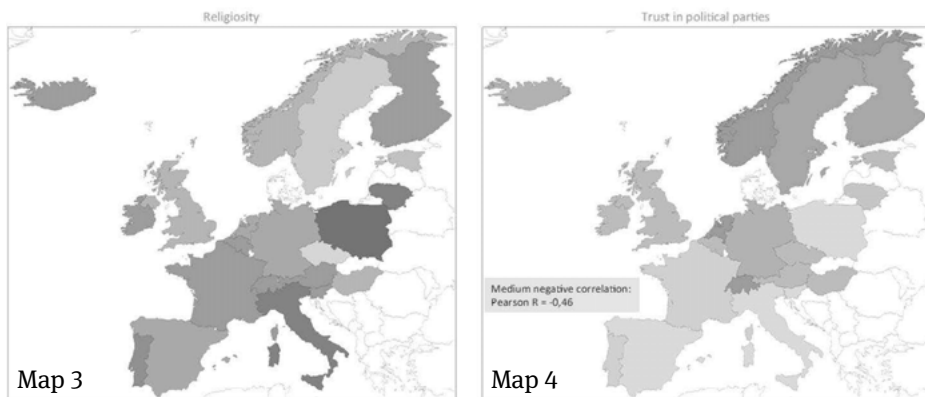 Religiosity
Trust in political parties
Medium negative correlation:
Pearson R = -0,46
Map 3
Map 4